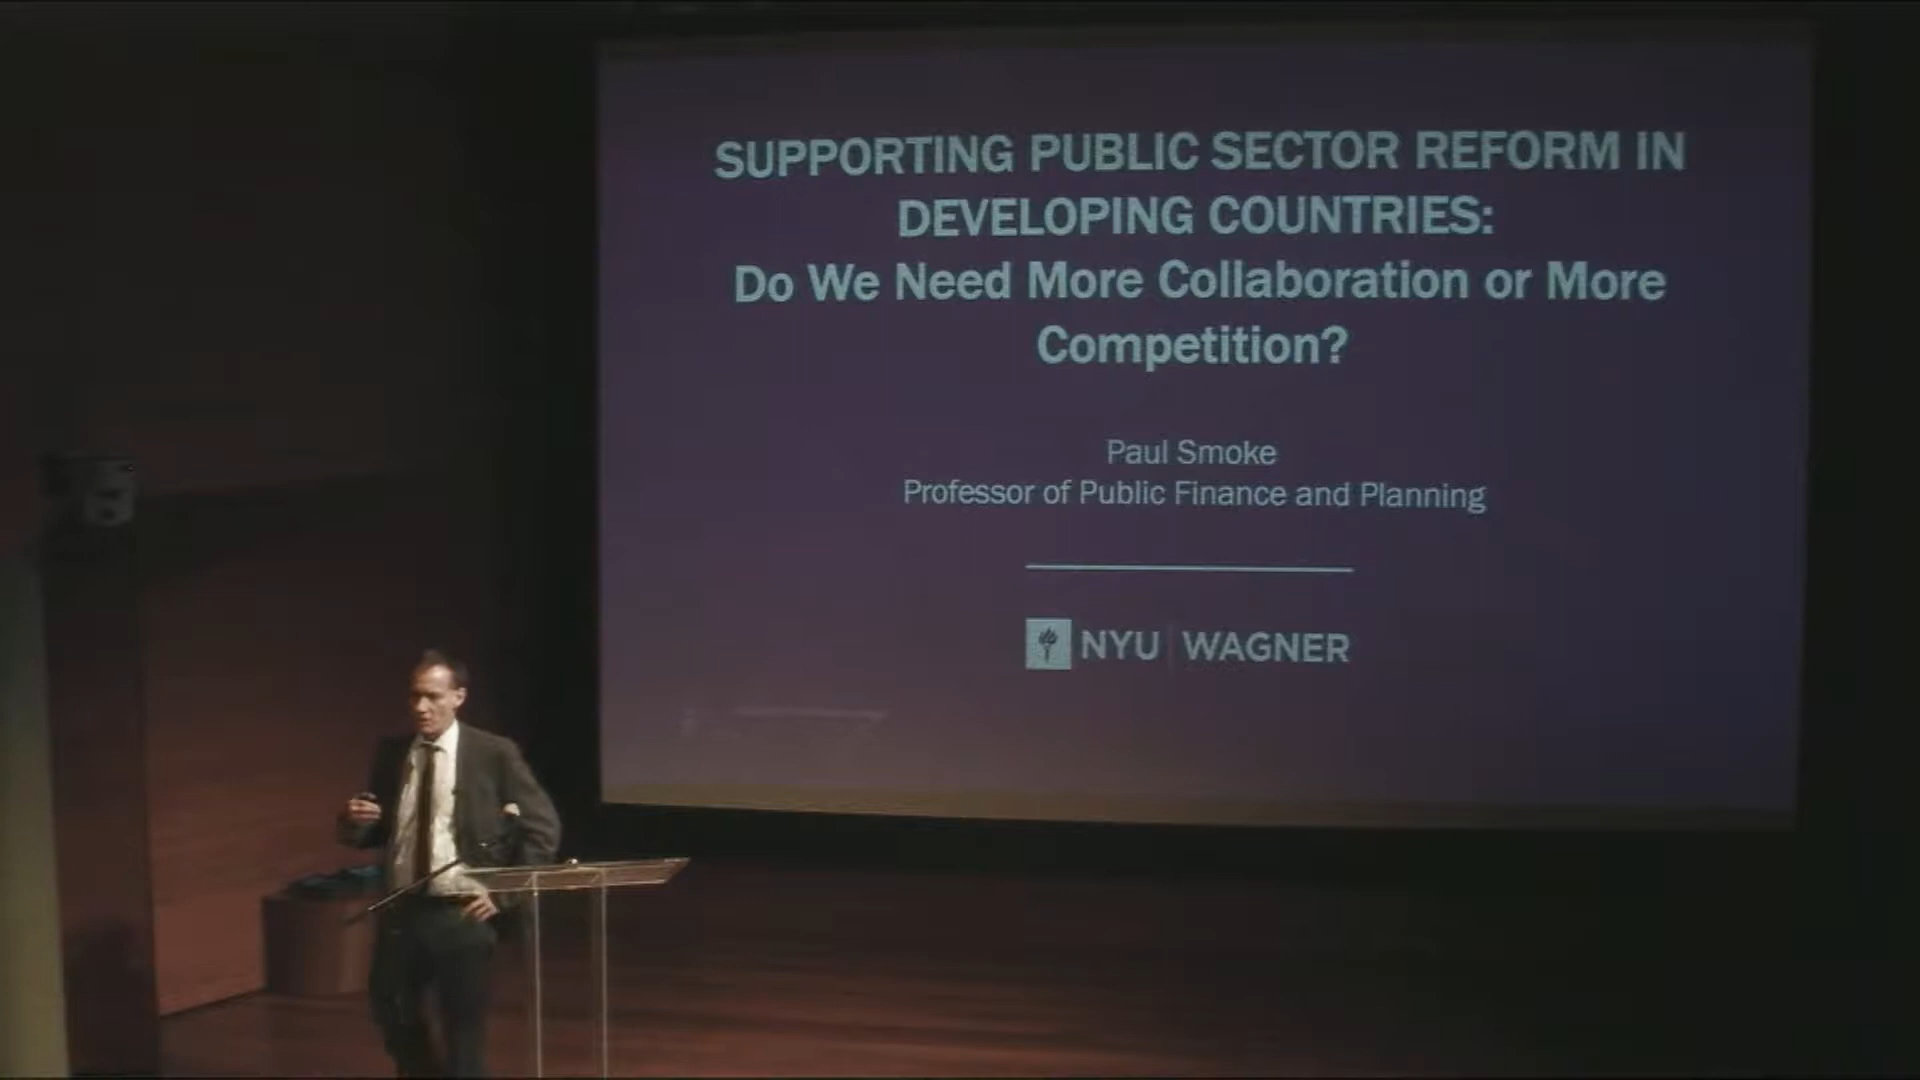 SUPPORTING PUBLIC SECTOR REFORM IN
DEVELOPING COUNTRIES:
Do We Need More Collaboration or More
Competition?
Paul Smoke
Professor of Public Finance and Planning
NYU WAGNER